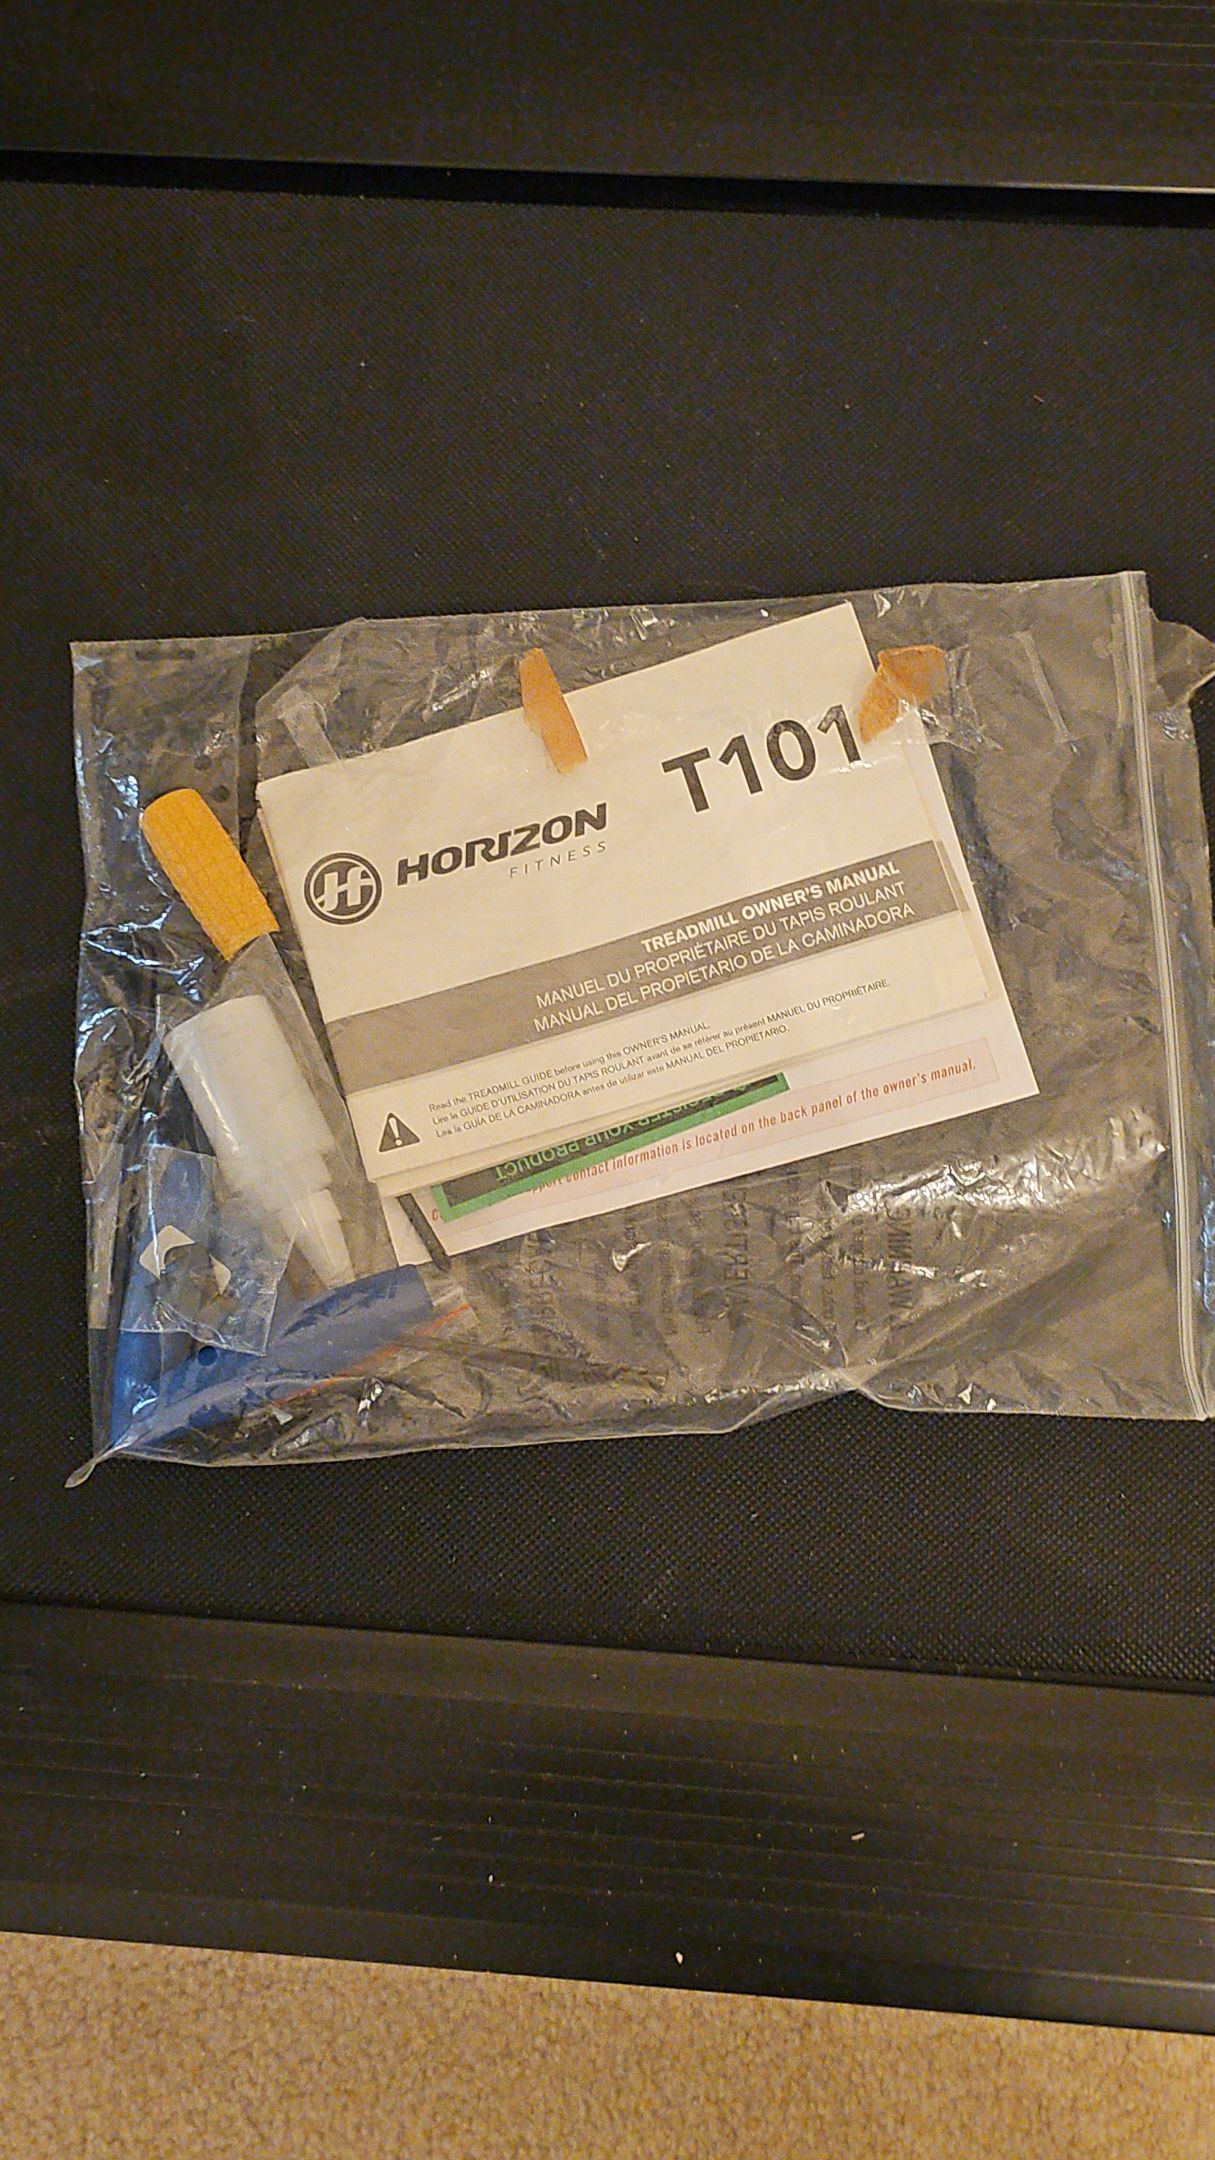 T101
HORIZON
FITNESS
TREADMILL OWNER'S MANUAL
MANUEL DU PROPRIÉTAIRE DU TAPIS ROULANT
MANUAL DEL PROPIETARIO DE LA CAMINADORA
Read the TREADMILL GUIDE before using this OWNER'S MANUAL.
Lire le GUIDE D'UTILISATION DU TAPIS ROULANT avant de se référer au présent MANUEL DU PROPRIÉTAIRE.
Lea la GUÍA DE LA CAMINADORA antes de utilizar este MANUAL DEL PROPIETARIO.
YOUR PRODUCT
contact information is located on the back panel of the owner's manual.